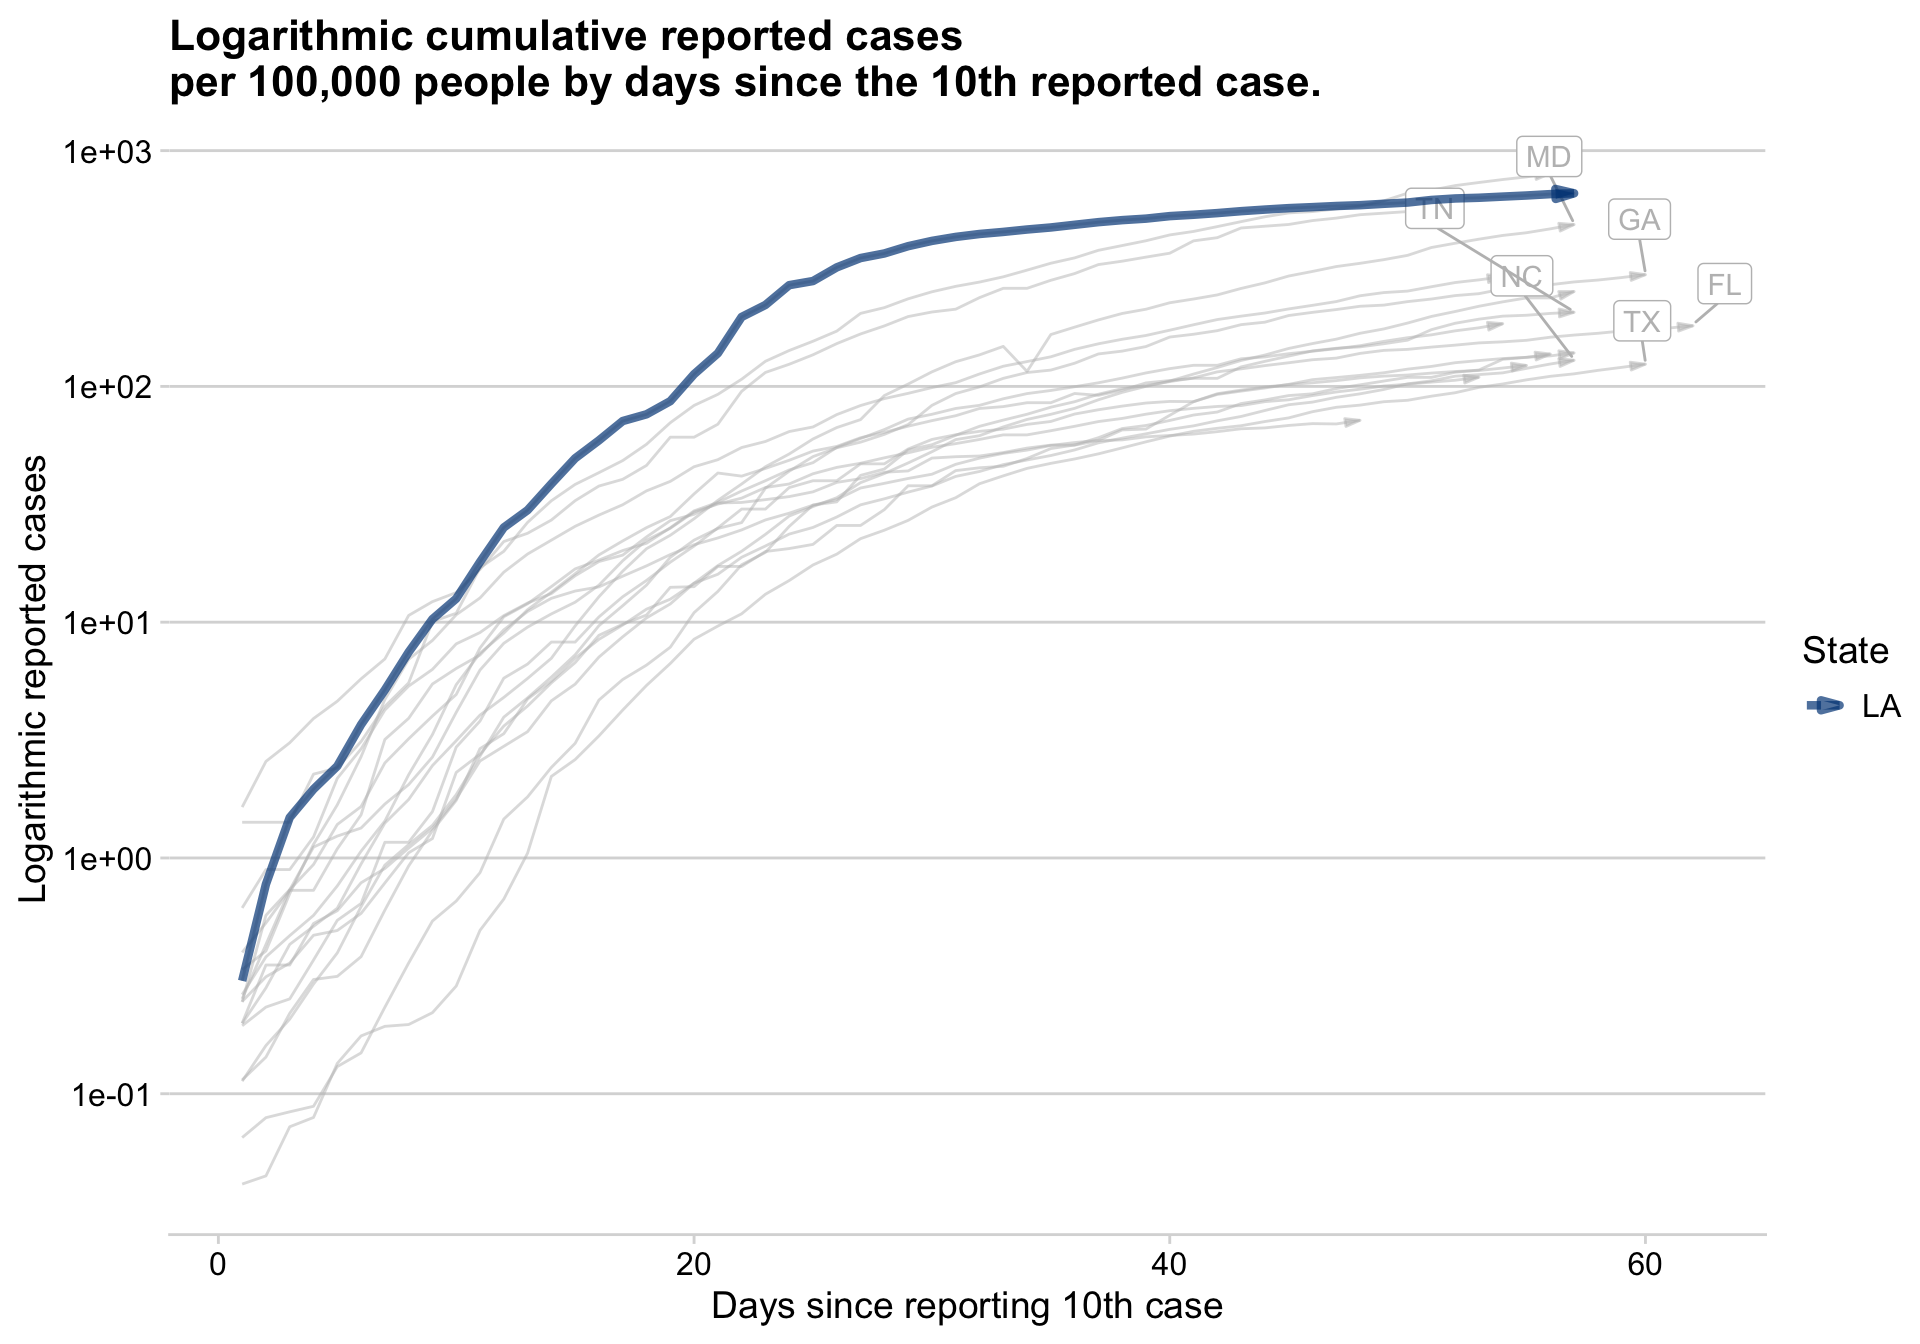 Logarithmic cumulative reported cases
per 100,000 people by days since the 10th reported case.
Logarithmic reported cases
1e+03
1e+02
1e+01
1e+00
1e-01
MD
TN
GA
NC
FL
TX
State
LA
0 20 40 60
Days since reporting 10th case